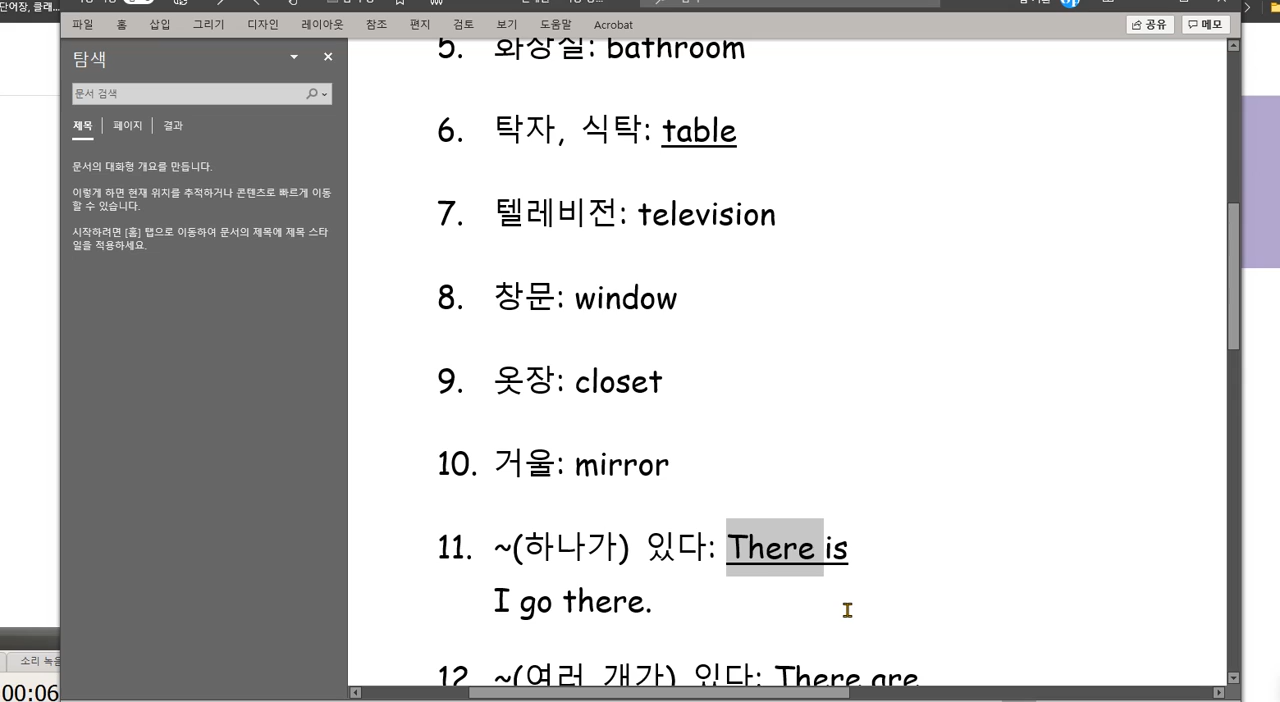 단어장, 클래...
파일 홈 삽입 그리기 디자인 레이아웃 참조 편지 검토 보기 도움말 Acrobat 공유 메모
탐색
문서 검색
제목 페이지 결과
문서의 대화형 개요를 만듭니다.
이렇게 하면 현재 위치를 추적하거나 콘텐츠로 빠르게 이동
할 수 있습니다.
시작하려면 [홈] 탭으로 이동하여 문서의 제목에 제목 스타
일을 적용하세요.
5. 화장실: bathroom
6. 탁자, 식탁: table
7. 텔레비전: television
8. 창문: window
9. 옷장: closet
10. 거울: mirror
11. ~(하나가) 있다: There is
I go there.
12 ~(여러 개가) 있다: There are
소리 녹음
00:06